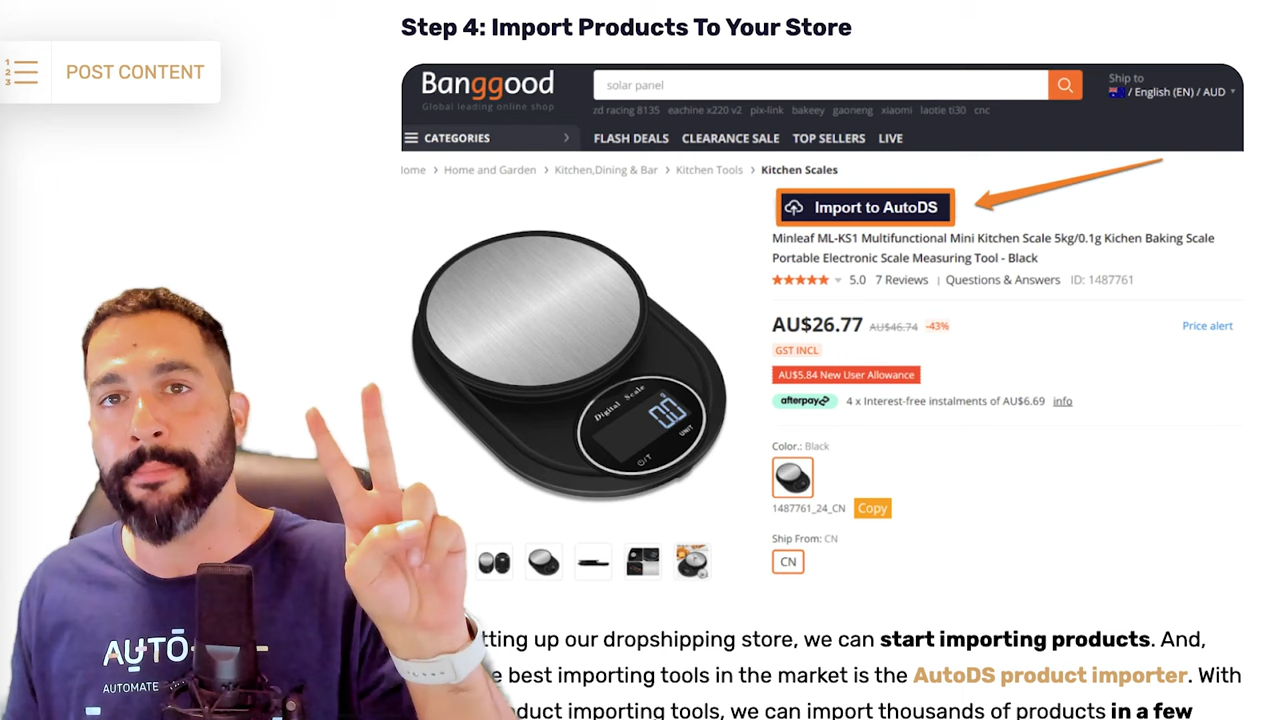 Step 4: Import Products To Your Store
1
2
3
POST CONTENT
Banggood
Global leading online shop
solar panel
Ship to
/ English (EN) / AUD
zd racing 8135 eachine x220 v2 pix-link bakeey gaoneng xiaomi laotie ti30 cnc
CATEGORIES
FLASH DEALS CLEARANCE SALE TOP SELLERS LIVE
ome > Home and Garden > Kitchen,Dining & Bar > Kitchen Tools > Kitchen Scales
Import to AutoDS
Minleaf ML-KS1 Multifunctional Mini Kitchen Scale 5kg/0.1g Kichen Baking Scale
Portable Electronic Scale Measuring Tool - Black
5.0 7 Reviews | Questions & Answers ID: 1487761
AU$26.77 AU$46.74 -43%
Price alert
GST INCL
AU$5.84 New User Allowance
afterpay 4 x Interest-free instalments of AU$6.69 info
Digital Scale
0.0
g
UNIT
⏻/T
Color.: Black
1487761_24_CN Copy
Ship From: CN
CN
tting up our dropshipping store, we can start importing products. And,
e best importing tools in the market is the AutoDS product importer. With
duct importing tools, we can import thousands of products in a few
AUTO
AUTOMATE